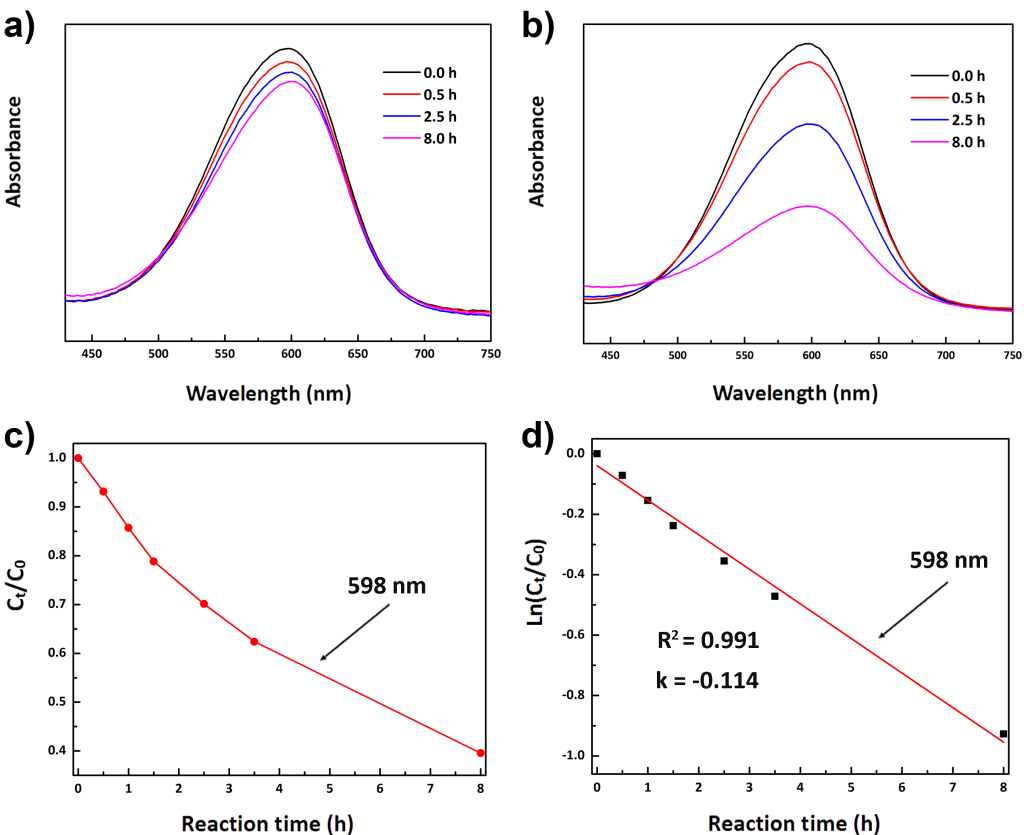 a)
Absorbance
0.0 h
0.5 h
2.5 h
8.0 h
450 500 550 600 650 700 750
Wavelength (nm)
b)
Absorbance
0.0 h
0.5 h
2.5 h
8.0 h
450 500 550 600 650 700 750
Wavelength (nm)
c)
Cₜ/C₀
1.0
0.9
0.8
0.7
0.6
0.5
0.4
598 nm
0 1 2 3 4 5 6 7 8
Reaction time (h)
d)
Ln(Cₜ/C₀)
0.0
-0.2
-0.4
-0.6
-0.8
-1.0
598 nm
R² = 0.991
k = -0.114
0 1 2 3 4 5 6 7 8
Reaction time (h)